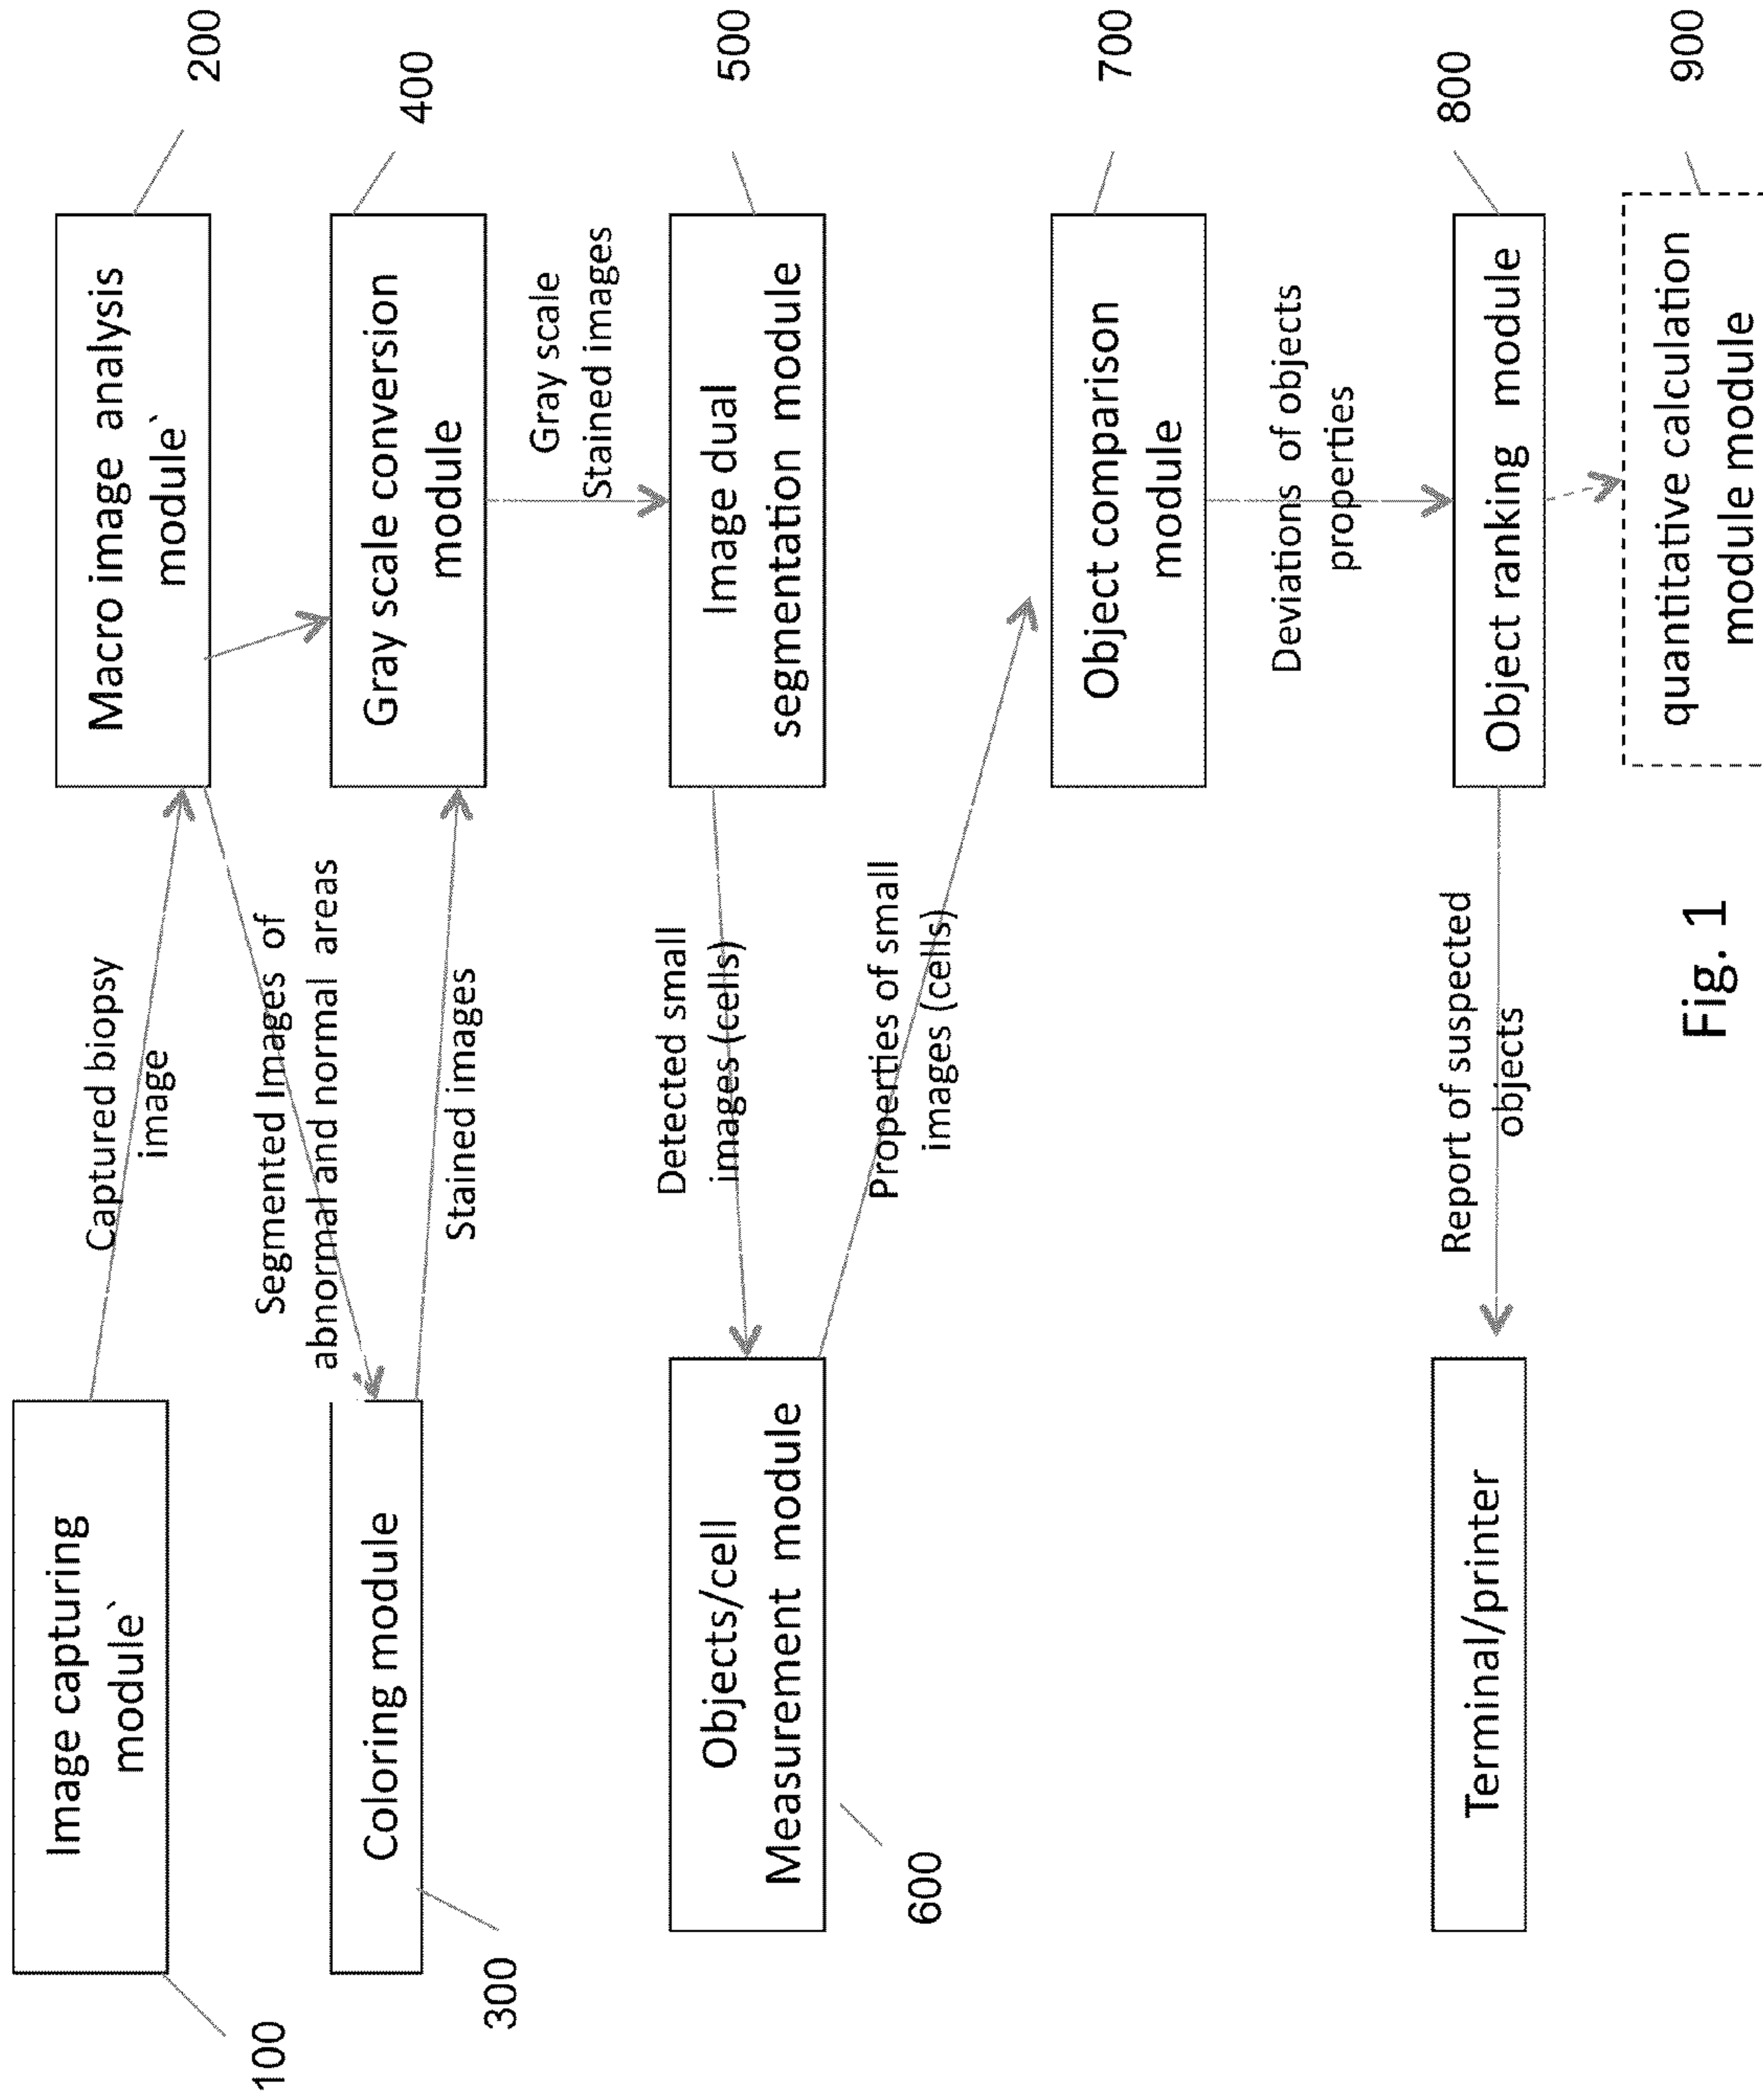 100
Image capturing
module`
Captured biopsy
image
Macro image  analysis
module`
200
Segmented Images  of
abnormal and normal  areas
300
Coloring module
Stained images
Gray scale conversion
module
400
Gray scale
Stained images
Image dual
segmentation  module
500
Detected small
images (cells)
Objects/cell
Measurement  module
600
Properties of small
images (cells)
Object comparison
module
700
Deviations  of objects
properties
Object ranking   module
800
Report of suspected
objects
Terminal/printer
quantitative calculation
module module
900
Fig. 1